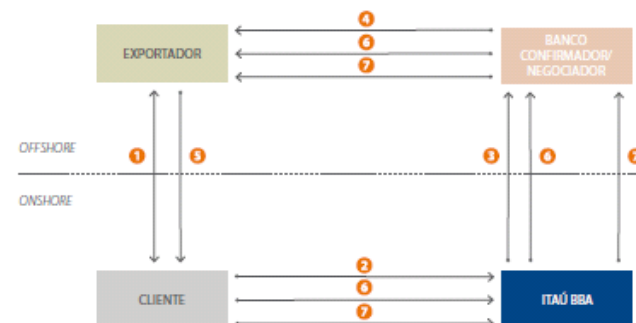 4
EXPORTADOR
6
BANCO
CONFIRMADOR/
NEGOCIADOR
7
OFFSHORE
1
5
3
6
ONSHORE
2
CLIENTE
6
ITAÚ BBA
7